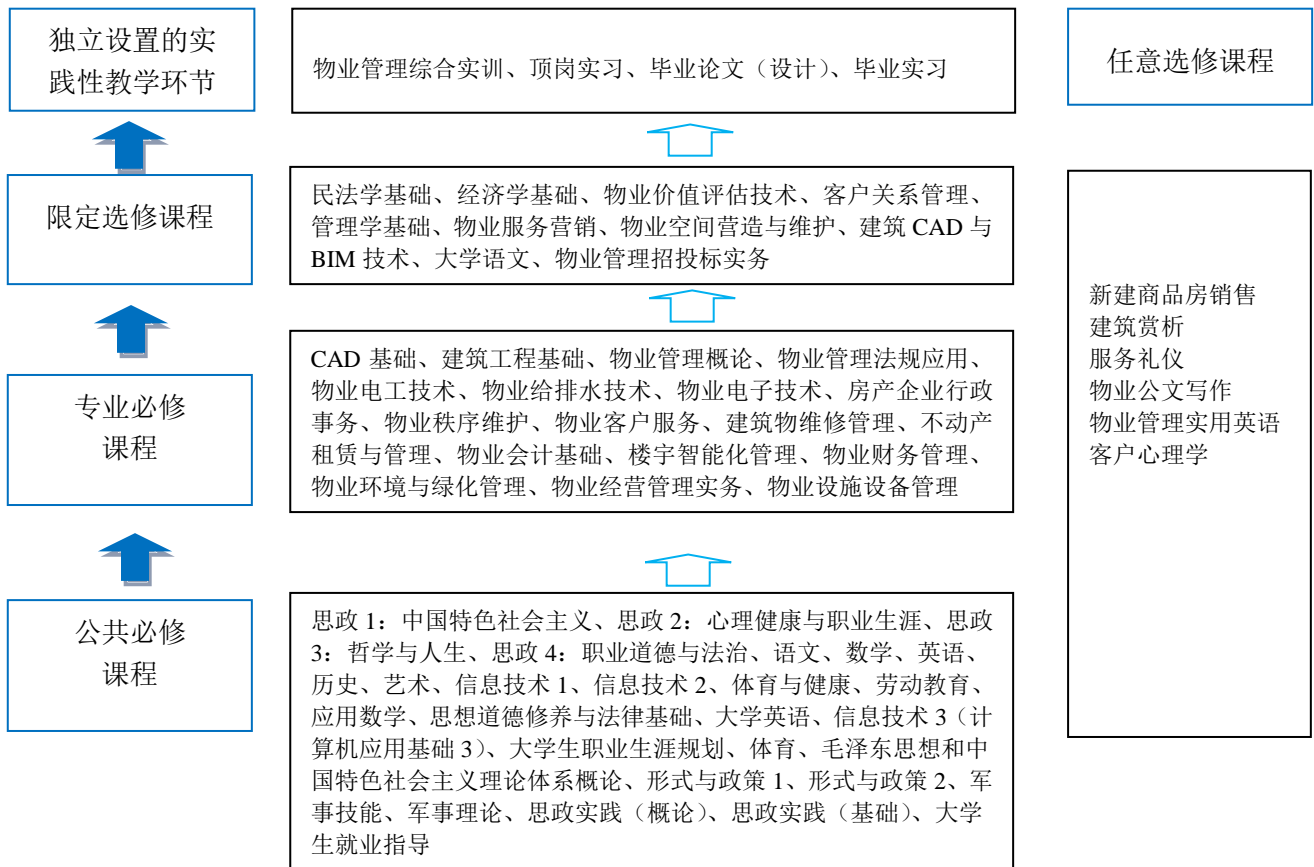 独立设置的实
践性教学环节
物业管理综合实训、顶岗实习、毕业论文（设计）、毕业实习
任意选修课程
限定选修课程
民法学基础、经济学基础、物业价值评估技术、客户关系管理、
管理学基础、物业服务营销、物业空间营造与维护、建筑 CAD 与
BIM 技术、大学语文、物业管理招投标实务
专业必修
课程
CAD 基础、建筑工程基础、物业管理概论、物业管理法规应用、
物业电工技术、物业给排水技术、物业电子技术、房产企业行政
事务、物业秩序维护、物业客户服务、建筑物维修管理、不动产
租赁与管理、物业会计基础、楼宇智能化管理、物业财务管理、
物业环境与绿化管理、物业经营管理实务、物业设施设备管理
公共必修
课程
思政 1：中国特色社会主义、思政 2：心理健康与职业生涯、思政
3：哲学与人生、思政 4：职业道德与法治、语文、数学、英语、
历史、艺术、信息技术 1、信息技术 2、体育与健康、劳动教育、
应用数学、思想道德修养与法律基础、大学英语、信息技术 3（计
算机应用基础 3）、大学生职业生涯规划、体育、毛泽东思想和中
国特色社会主义理论体系概论、形式与政策 1、形式与政策 2、军
事技能、军事理论、思政实践（概论）、思政实践（基础）、大学
生就业指导
新建商品房销售
建筑赏析
服务礼仪
物业公文写作
物业管理实用英语
客户心理学